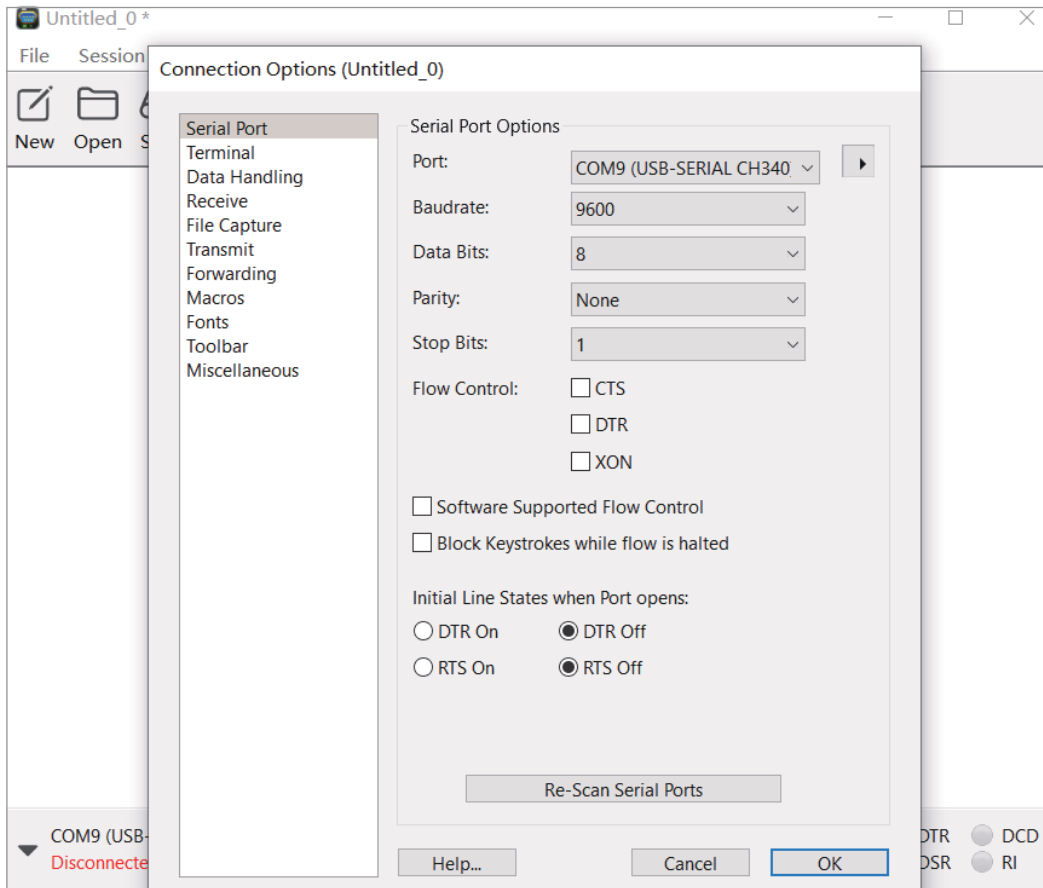 Untitled_0 *
File Session
Connection Options (Untitled_0)
New Open S
Serial Port
Terminal
Data Handling
Receive
File Capture
Transmit
Forwarding
Macros
Fonts
Toolbar
Miscellaneous
Serial Port Options
Port: COM9 (USB-SERIAL CH340)
Baudrate: 9600
Data Bits: 8
Parity: None
Stop Bits: 1
Flow Control: CTS
DTR
XON
Software Supported Flow Control
Block Keystrokes while flow is halted
Initial Line States when Port opens:
DTR On DTR Off
RTS On RTS Off
Re-Scan Serial Ports
Help... Cancel OK
COM9 (USB-
Disconnecte
DTR DCD
DSR RI